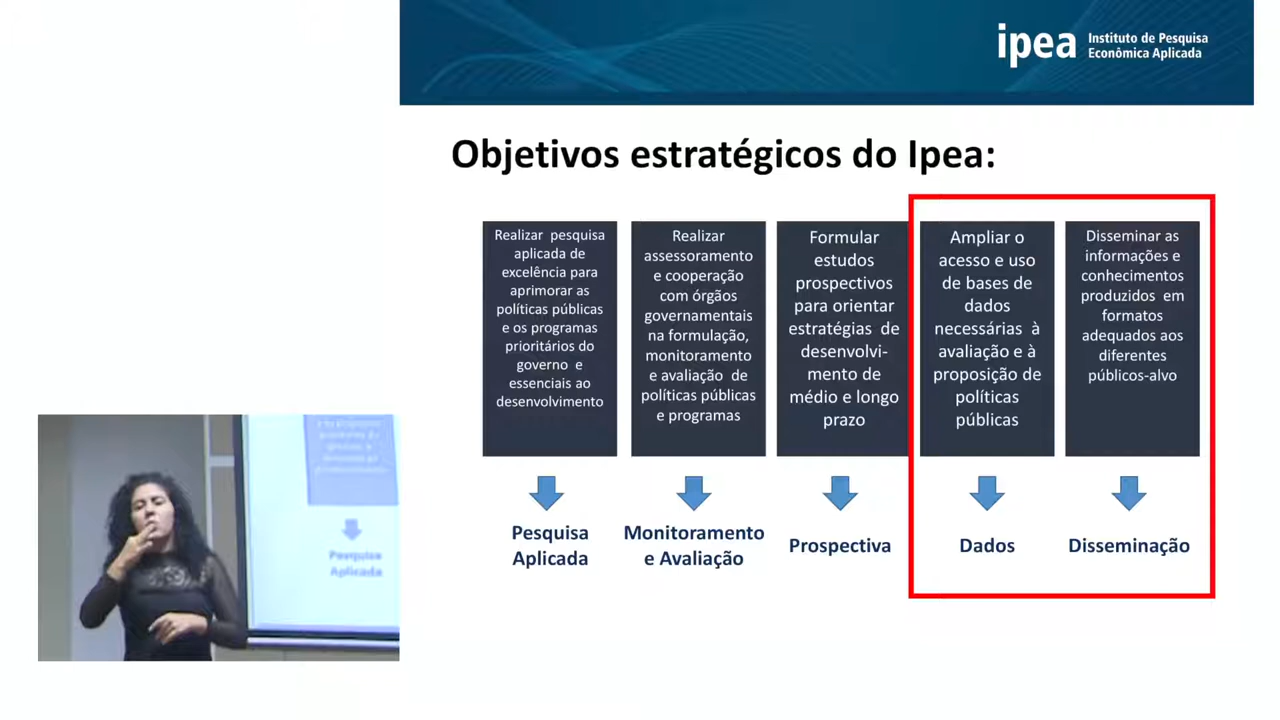 ipea Instituto de Pesquisa
Econômica Aplicada
Objetivos estratégicos do Ipea:
Realizar pesquisa
aplicada de
excelência para
aprimorar as
políticas públicas
e os programas
prioritários do
governo e
essenciais ao
desenvolvimento
Realizar
assessoramento
e cooperação
com órgãos
governamentais
na formulação,
monitoramento
e avaliação de
políticas públicas
e programas
Formular
estudos
prospectivos
para orientar
estratégias de
desenvolvi-
mento de
médio e longo
prazo
Ampliar o
acesso e uso
de bases de
dados
necessárias à
avaliação e à
proposição de
políticas
públicas
Disseminar as
informações e
conhecimentos
produzidos em
formatos
adequados aos
diferentes
públicos-alvo
Pesquisa
Aplicada
Monitoramento
e Avaliação
Prospectiva
Dados
Disseminação
Pesquisa
Aplicada